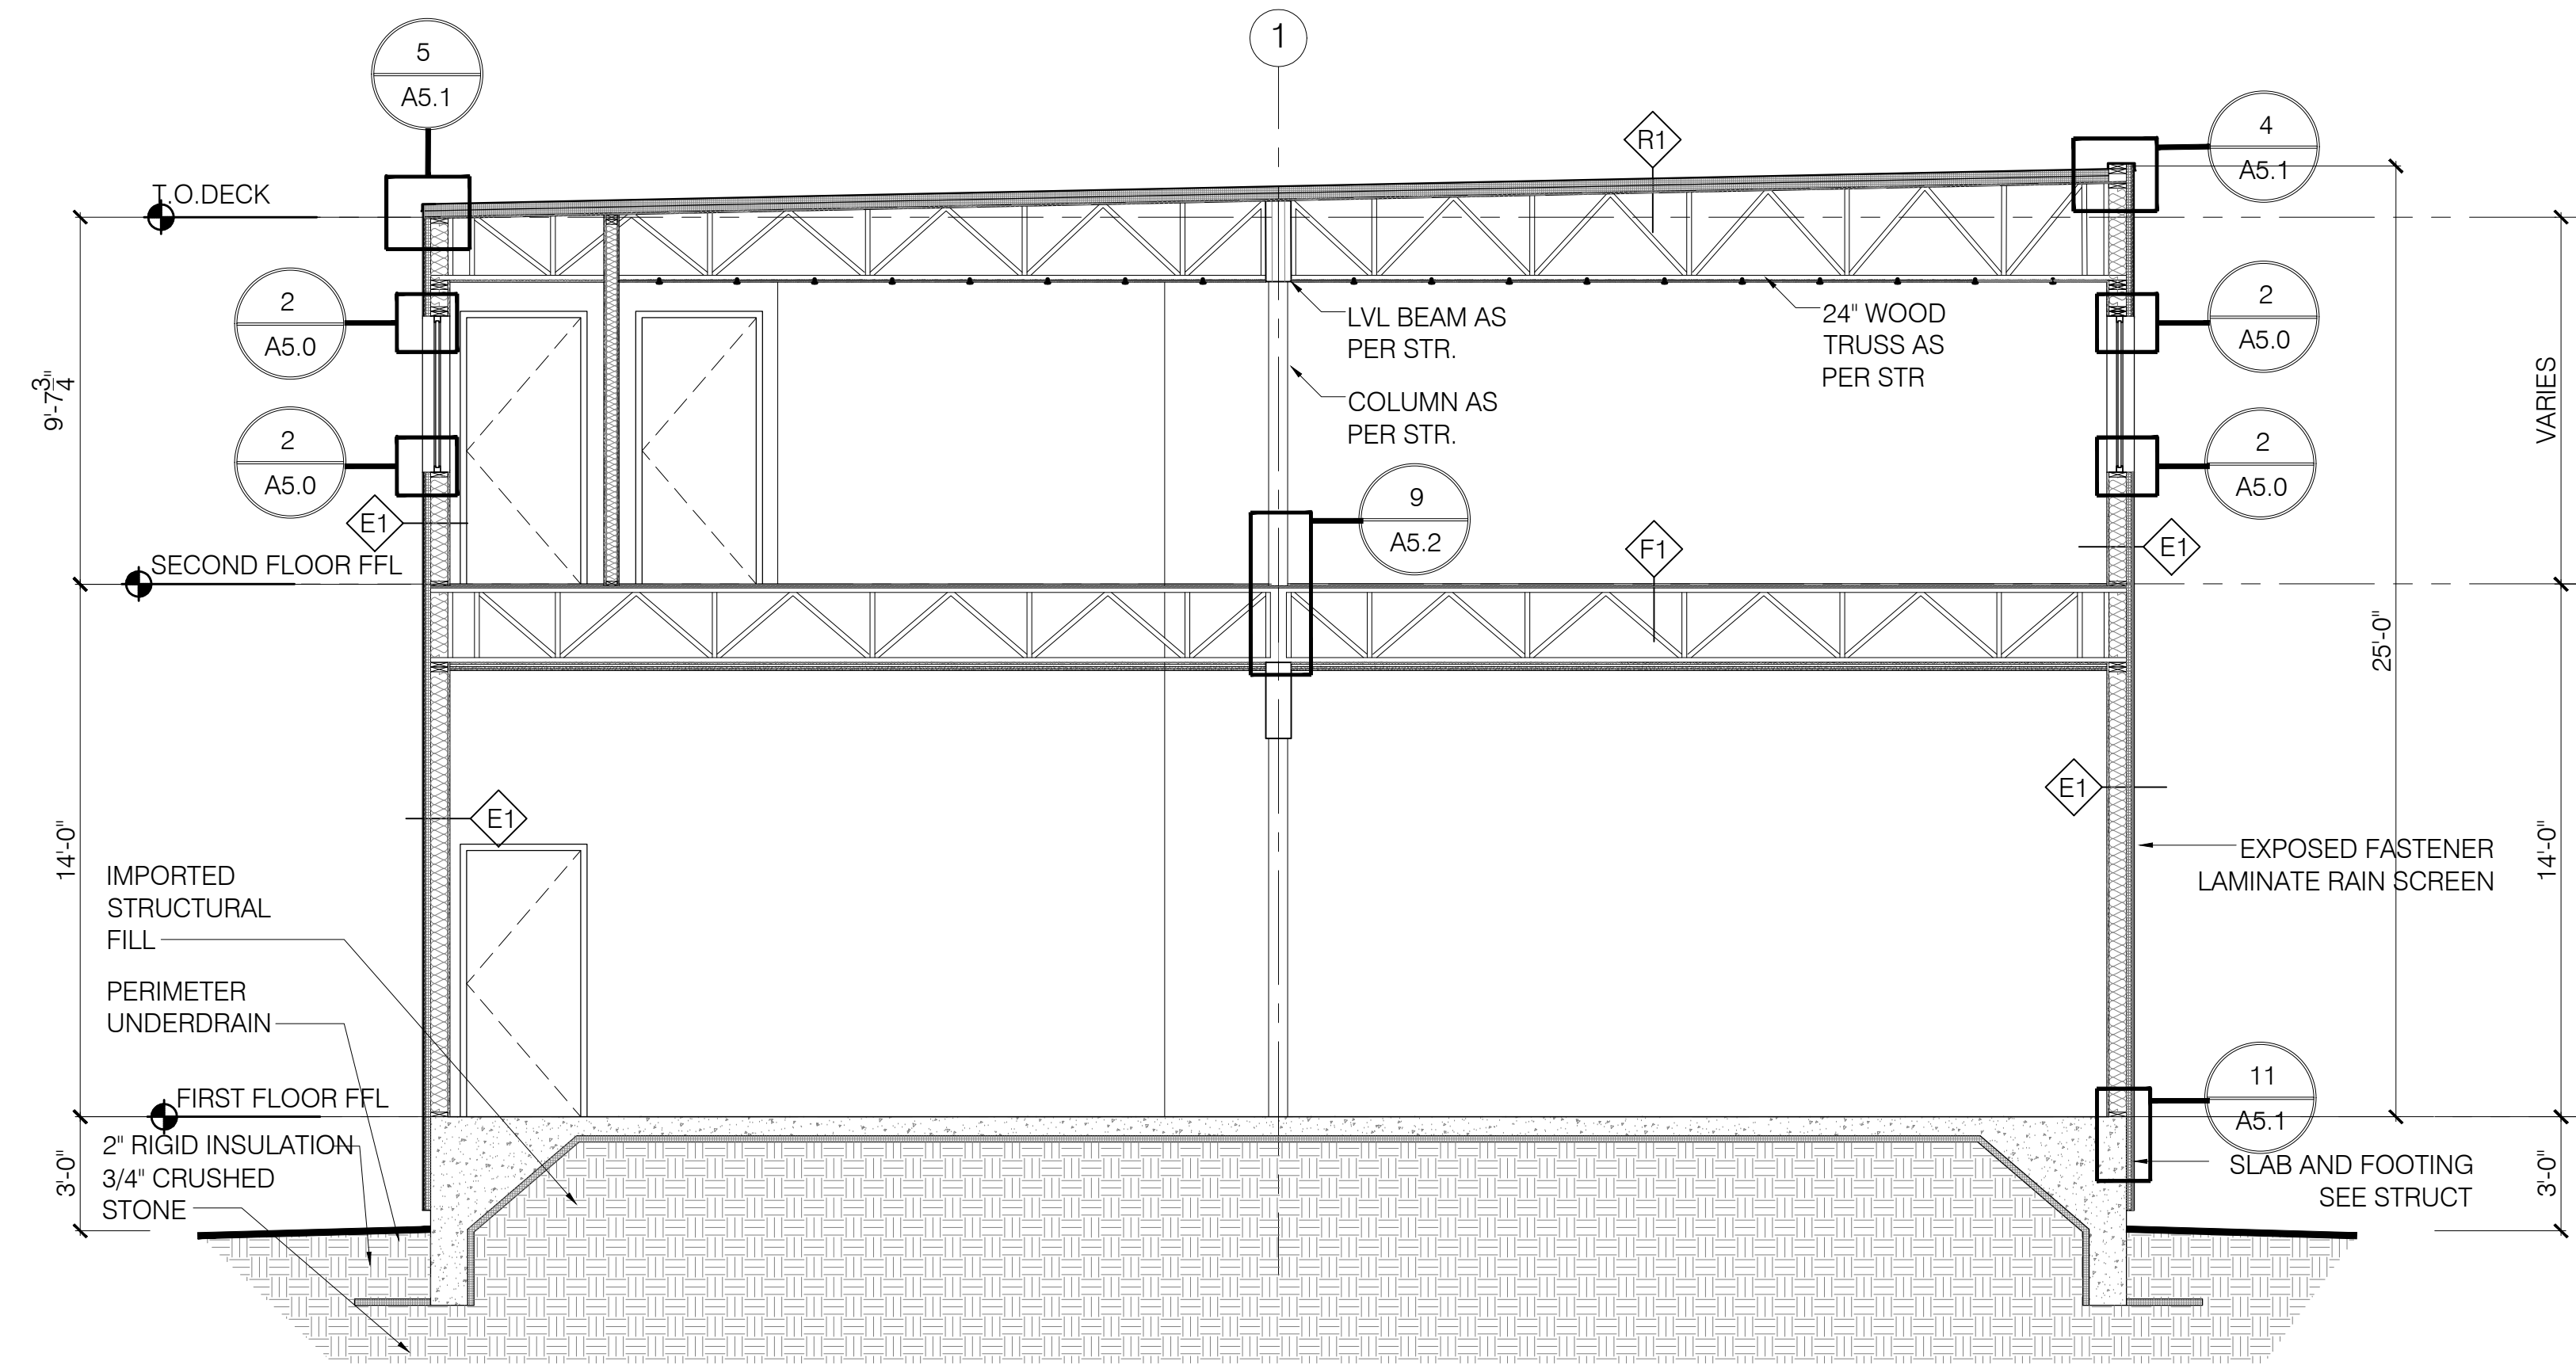 5
A5.1
1
R1
4
A5.1
T.O.DECK
2
A5.0
2
A5.0
LVL BEAM AS
PER STR.
24" WOOD
TRUSS AS
PER STR
COLUMN AS
PER STR.
9'-7 3/4"
VARIES
2
A5.0
2
A5.0
9
A5.2
E1
F1
E1
SECOND FLOOR FFL
25'-0"
E1
E1
14'-0"
14'-0"
EXPOSED FASTENER
LAMINATE RAIN SCREEN
IMPORTED
STRUCTURAL
FILL
PERIMETER
UNDERDRAIN
FIRST FLOOR FFL
11
A5.1
2" RIGID INSULATION
3/4" CRUSHED
STONE
3'-0"
SLAB AND FOOTING
SEE STRUCT
3'-0"